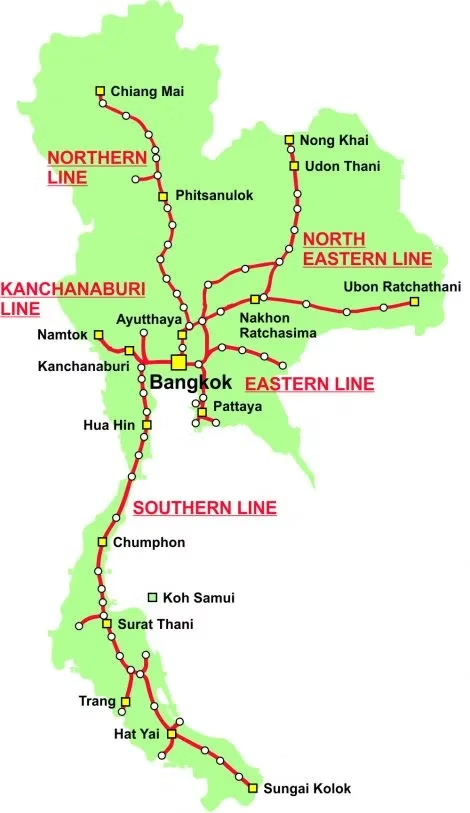 Chiang Mai
Nong Khai
NORTHERN
LINE
Udon Thani
Phitsanulok
NORTH
EASTERN LINE
KANCHANABURI
LINE
Ubon Ratchathani
Ayutthaya
Nakhon
Ratchasima
Namtok
Kanchanaburi
Bangkok
EASTERN LINE
Pattaya
Hua Hin
SOUTHERN LINE
Chumphon
Koh Samui
Surat Thani
Trang
Hat Yai
Sungai Kolok